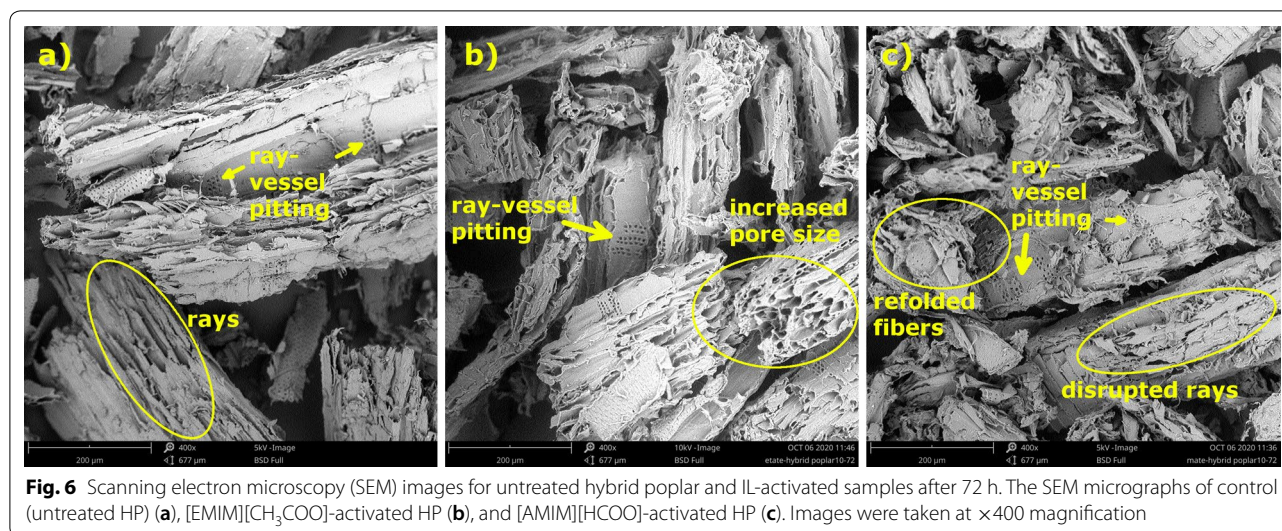 a)
ray-
vessel
pitting
rays
200 µm
400x
5kV -Image
677 µm
BSD Full
b)
ray-vessel
pitting
increased
pore size
200 µm
400x
10kV -Image
OCT 06 2020 11:46
677 µm
BSD Full
etate-hybrid poplar10-72
c)
ray-
vessel
pitting
refolded
fibers
disrupted rays
200 µm
400x
5kV -Image
OCT 06 2020 11:36
677 µm
BSD Full
mate-hybrid poplar10-72
Fig. 6 Scanning electron microscopy (SEM) images for untreated hybrid poplar and IL-activated samples after 72 h. The SEM micrographs of control
(untreated HP) (a), [EMIM][CH₃COO]-activated HP (b), and [AMIM][HCOO]-activated HP (c). Images were taken at ×400 magnification